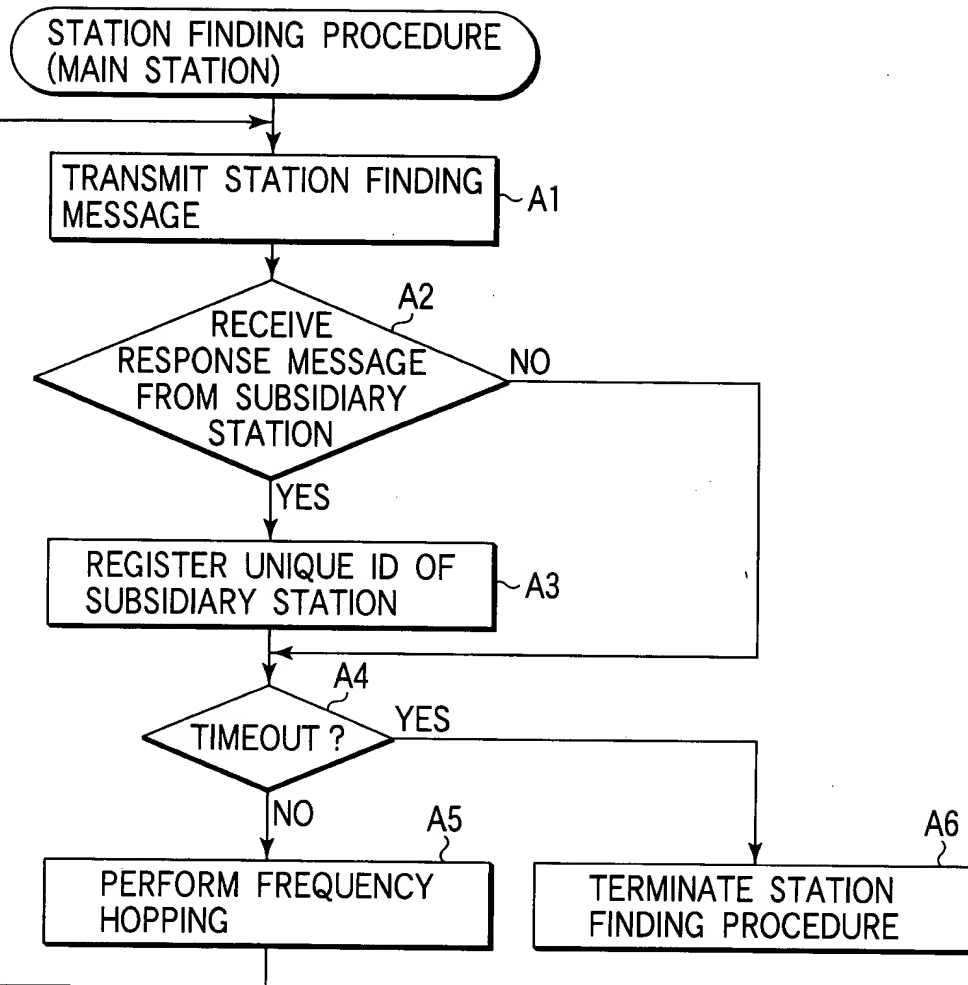 STATION FINDING PROCEDURE
(MAIN STATION)
TRANSMIT STATION FINDING
MESSAGE
A1
A2
RECEIVE
RESPONSE MESSAGE
FROM SUBSIDIARY
STATION
NO
YES
REGISTER UNIQUE ID OF
SUBSIDIARY STATION
A3
A4
TIMEOUT ?
YES
NO
A5
PERFORM FREQUENCY
HOPPING
A6
TERMINATE STATION
FINDING PROCEDURE